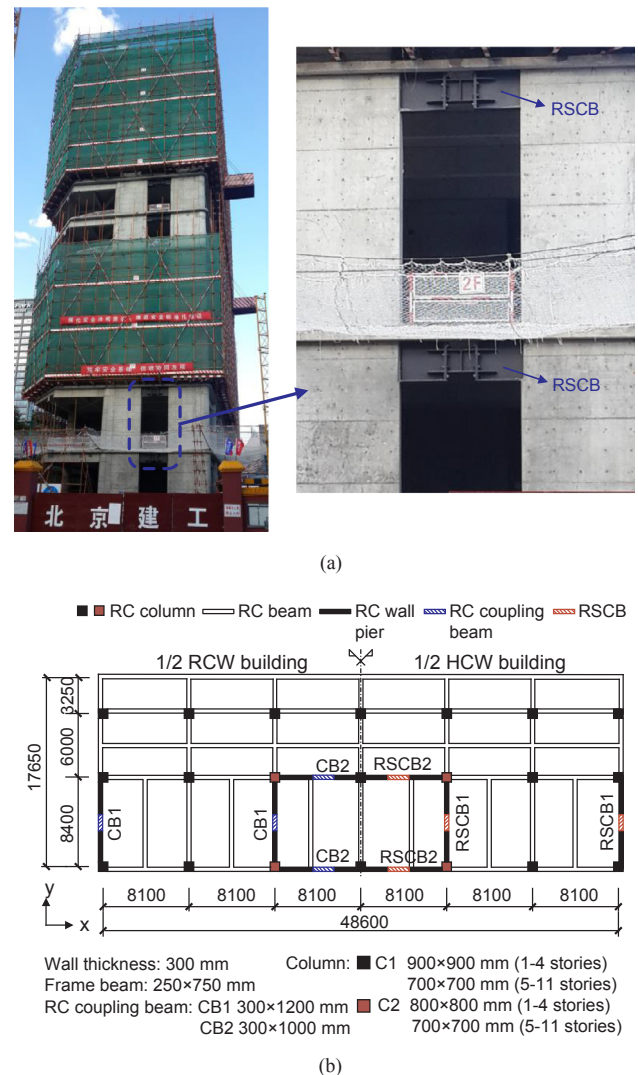 RSCB
2F
RSCB
北京建工
(a)
RC column RC beam RC wall pier RC coupling beam RSCB
1/2 RCW building 1/2 HCW building
3250
6000
8400
17650
CB2 RSCB2
CB1 CB1 RSCB1 RSCB1
CB2 RSCB2
y
x
8100 8100 8100 8100 8100 8100
48600
Wall thickness: 300 mm
Frame beam: 250×750 mm
RC coupling beam: CB1 300×1200 mm
CB2 300×1000 mm
Column: C1 900×900 mm (1-4 stories)
700×700 mm (5-11 stories)
C2 800×800 mm (1-4 stories)
700×700 mm (5-11 stories)
(b)